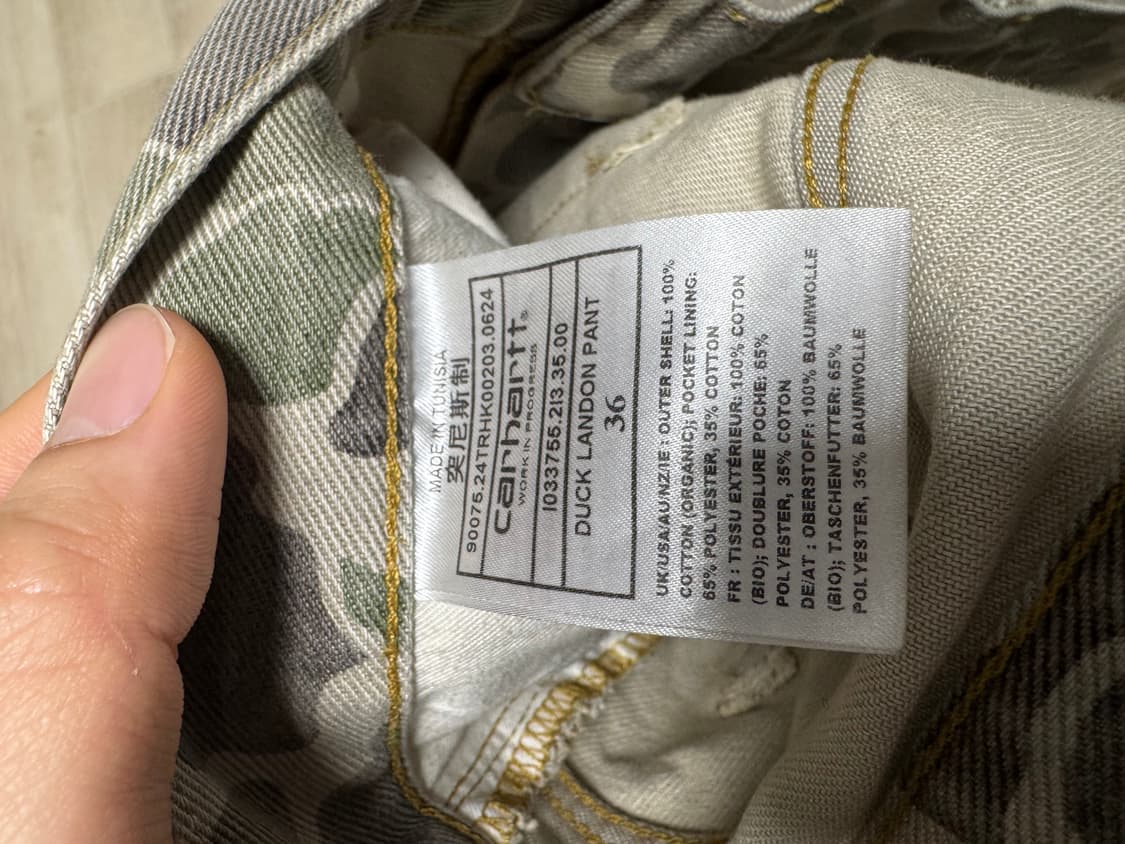 MADE IN TUNISIA
突尼斯制
90075.24TRHK00203.0624
carhartt®
WORK IN PROGRESS
I033755.2I3.35.00
DUCK LANDON PANT
36
UK/USA/AU/NZ/IE : OUTER SHELL: 100%
COTTON (ORGANIC); POCKET LINING:
65% POLYESTER, 35% COTTON
FR : TISSU EXTÉRIEUR: 100% COTON
(BIO); DOUBLURE POCHE: 65%
POLYESTER, 35% COTON
DE/AT : OBERSTOFF: 100% BAUMWOLLE
(BIO); TASCHENFUTTER: 65%
POLYESTER, 35% BAUMWOLLE